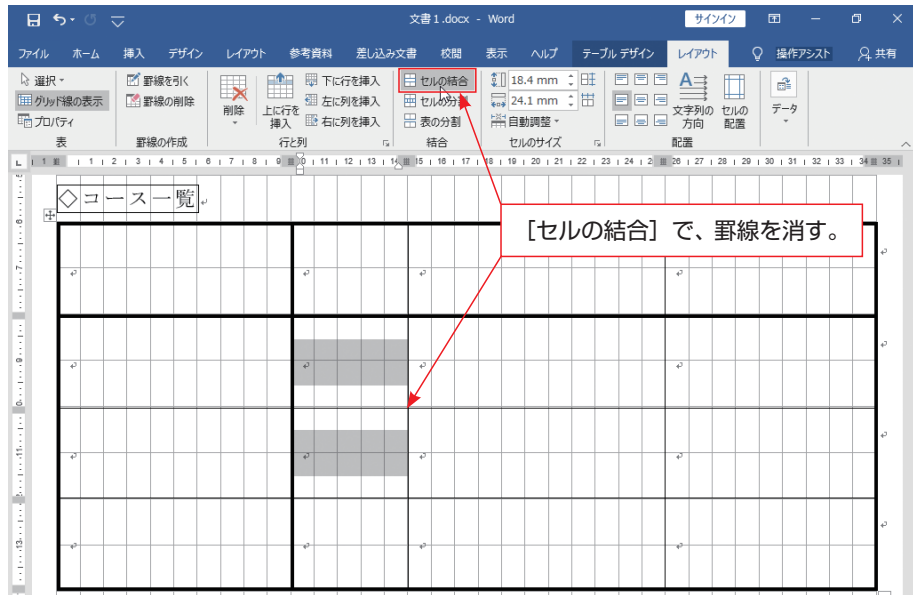 文書1.docx - Word
サインイン
ファイル ホーム 挿入 デザイン レイアウト 参考資料 差し込み文書 校閲 表示 ヘルプ テーブル デザイン レイアウト 操作アシスト 共有
選択
グリッド線の表示
プロパティ
表
罫線を引く
罫線の削除
罫線の作成
削除
上に行を
挿入
下に行を挿入
左に列を挿入
右に列を挿入
行と列
セルの結合
セルの分割
表の分割
結合
18.4 mm
24.1 mm
自動調整
セルのサイズ
文字列の
方向
セルの
配置
配置
データ
◇コース一覧
[セルの結合]で、罫線を消す。